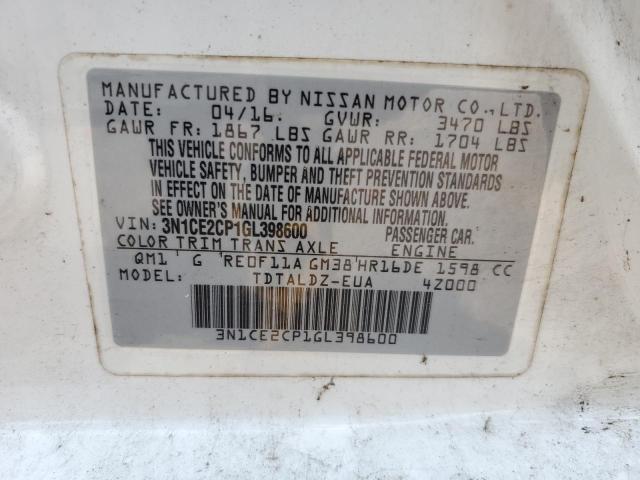 MANUFACTURED BY NISSAN MOTOR CO.,LTD.
DATE: 04/16. GVWR: 3470 LBS
GAWR FR: 1867 LBS GAWR RR: 1704 LBS
THIS VEHICLE CONFORMS TO ALL APPLICABLE FEDERAL MOTOR
VEHICLE SAFETY, BUMPER AND THEFT PREVENTION STANDARDS
IN EFFECT ON THE DATE OF MANUFACTURE SHOWN ABOVE.
SEE OWNER'S MANUAL FOR ADDITIONAL INFORMATION.
VIN: 3N1CE2CP1GL398600 PASSENGER CAR.
COLOR TRIM TRANS AXLE ENGINE
QM1 G RE0F11A GM38 HR16DE 1598 CC
MODEL: TDTALDZ-EUA 4Z000
3N1CE2CP1GL398600